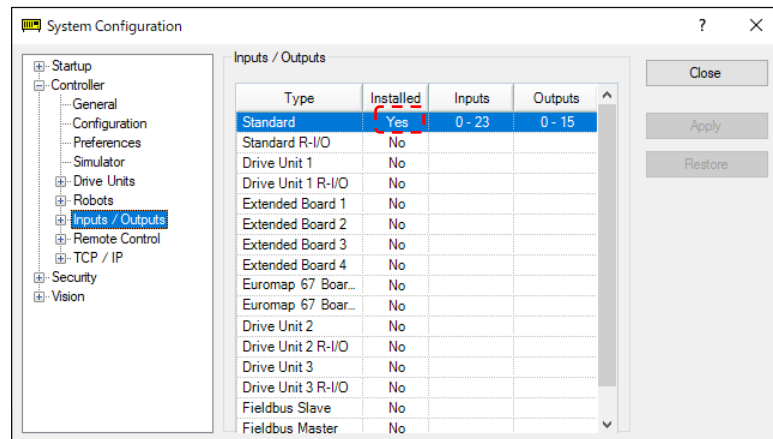 System Configuration
?
Startup
Controller
General
Configuration
Preferences
Simulator
Drive Units
Robots
Inputs / Outputs
Remote Control
TCP / IP
Security
Vision
Inputs / Outputs
Type Installed Inputs Outputs
Standard Yes 0 - 23 0 - 15
Standard R-I/O No
Drive Unit 1 No
Drive Unit 1 R-I/O No
Extended Board 1 No
Extended Board 2 No
Extended Board 3 No
Extended Board 4 No
Euromap 67 Boar... No
Euromap 67 Boar... No
Drive Unit 2 No
Drive Unit 2 R-I/O No
Drive Unit 3 No
Drive Unit 3 R-I/O No
Fieldbus Slave No
Fieldbus Master No
Close
Apply
Restore